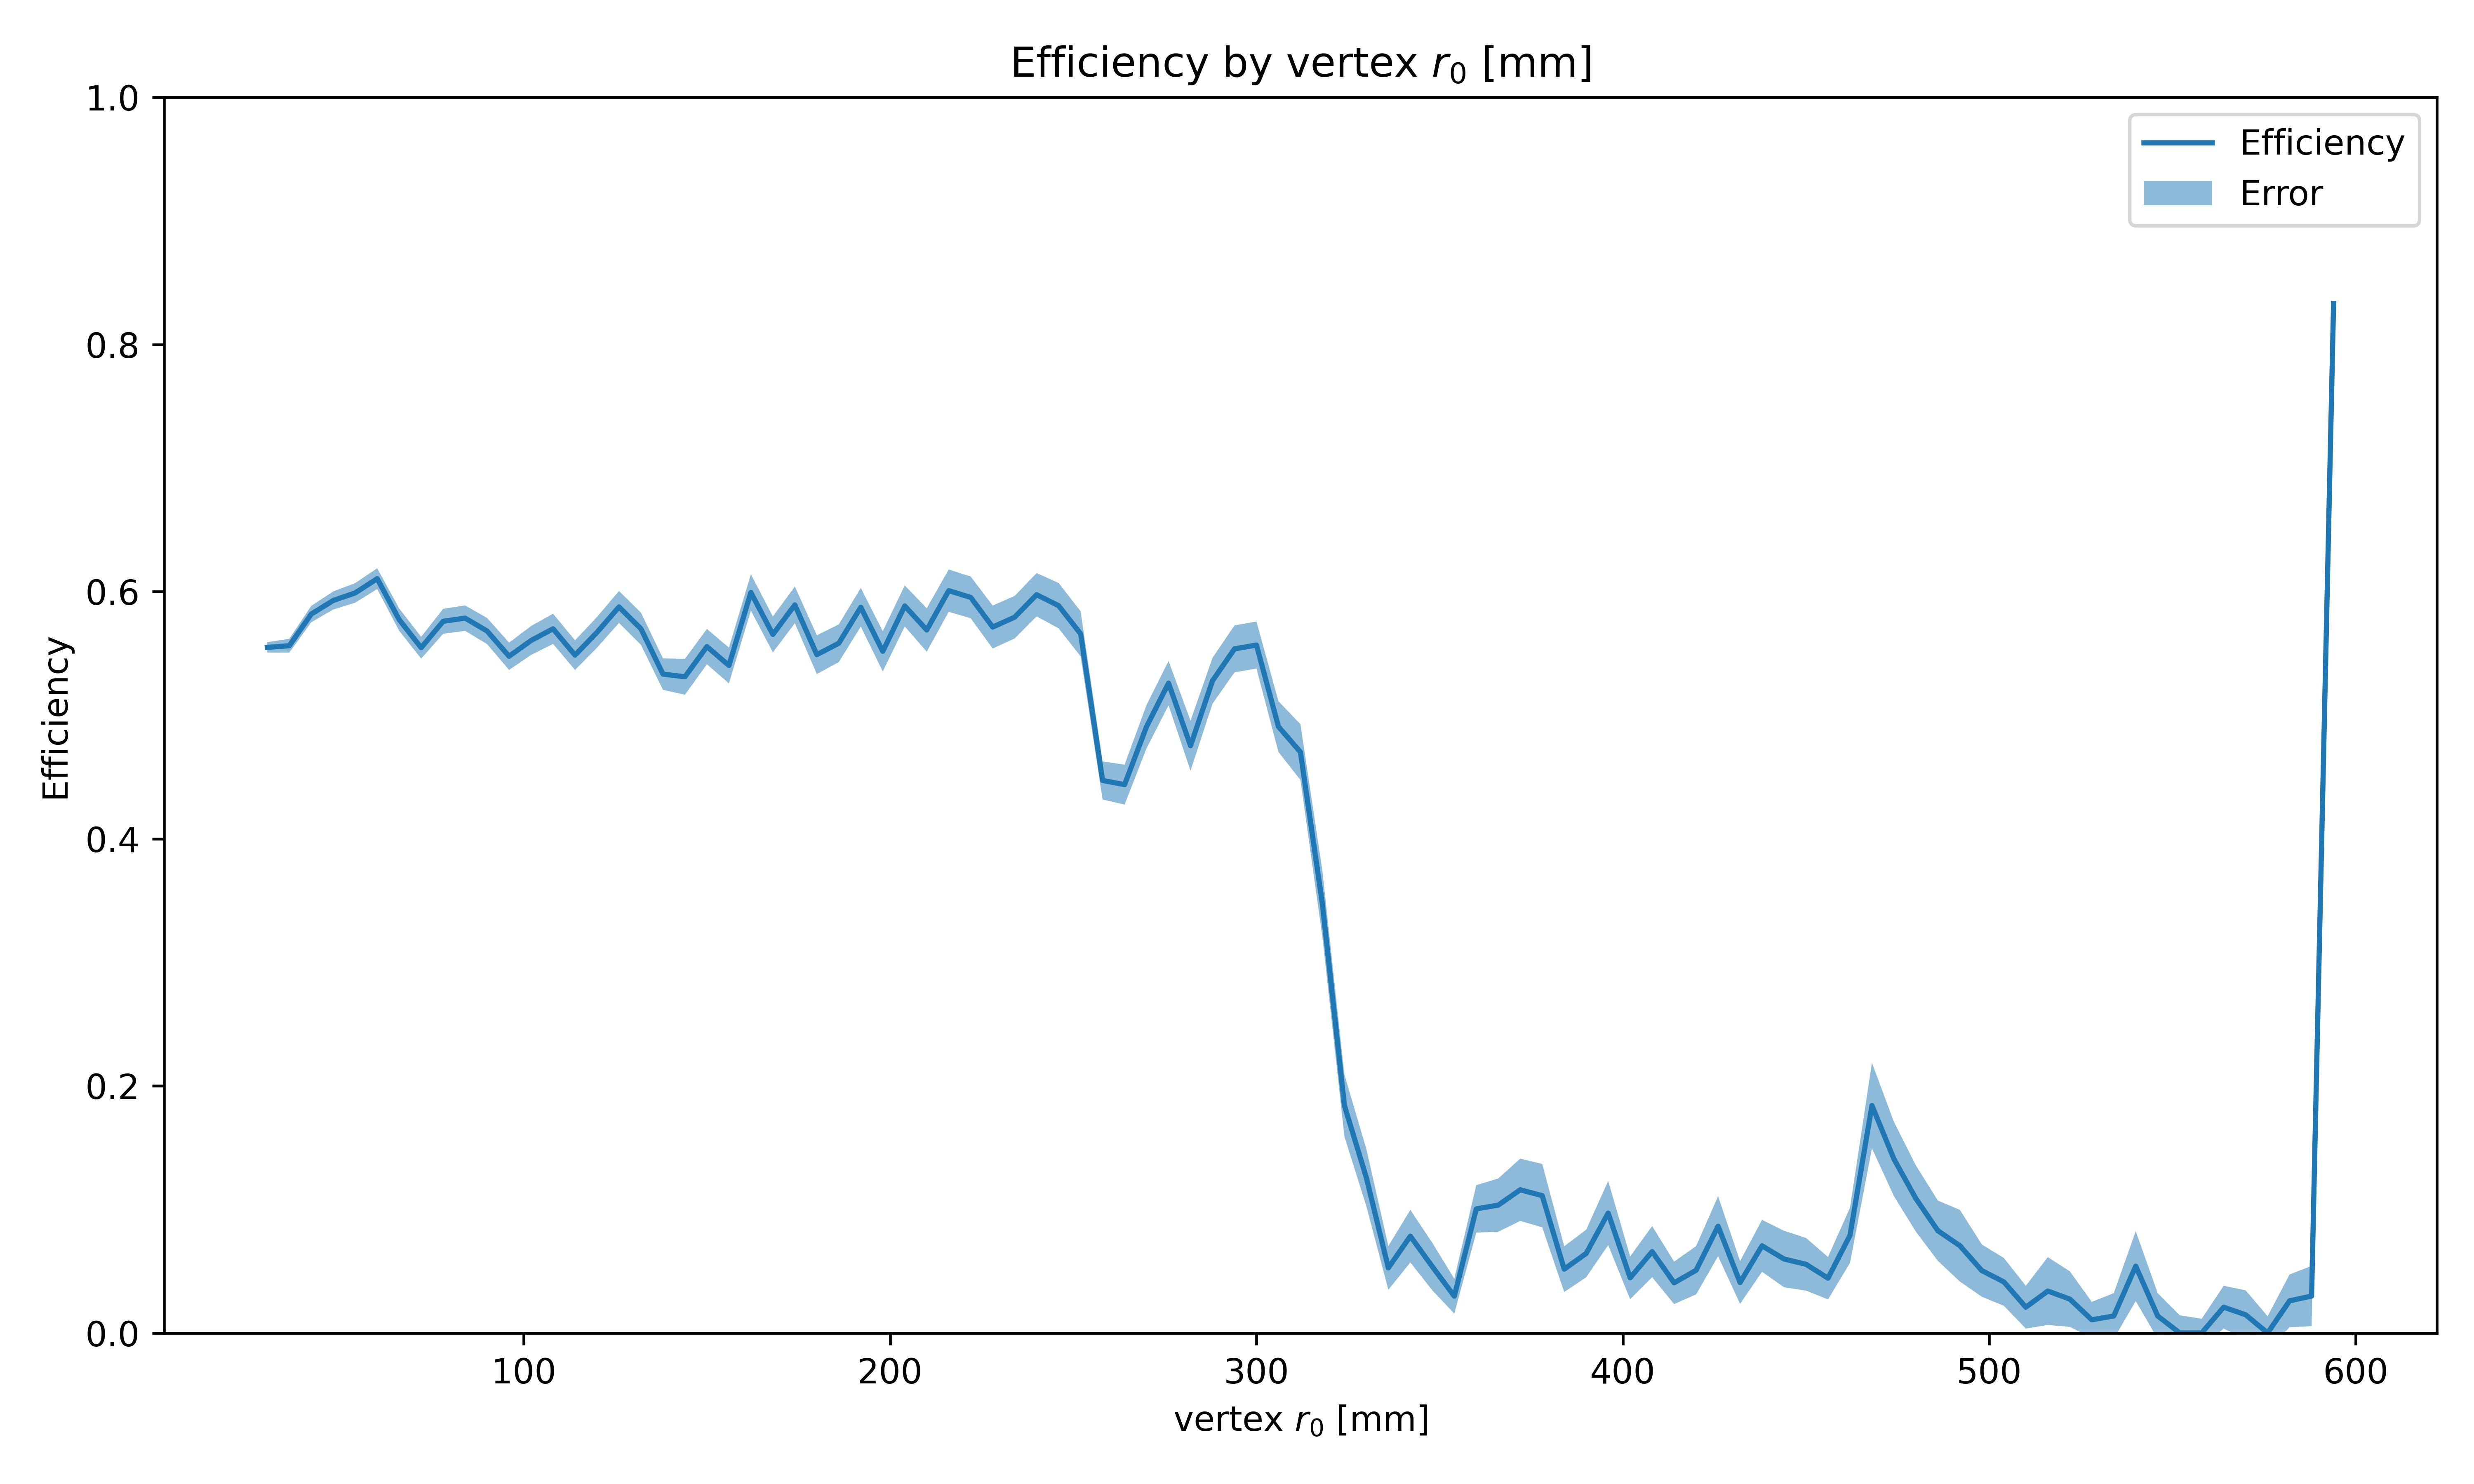 Efficiency by vertex r₀ [mm]
Efficiency
Error
1.0
0.8
0.6
0.4
0.2
0.0
Efficiency
100 200 300 400 500 600
vertex r₀ [mm]